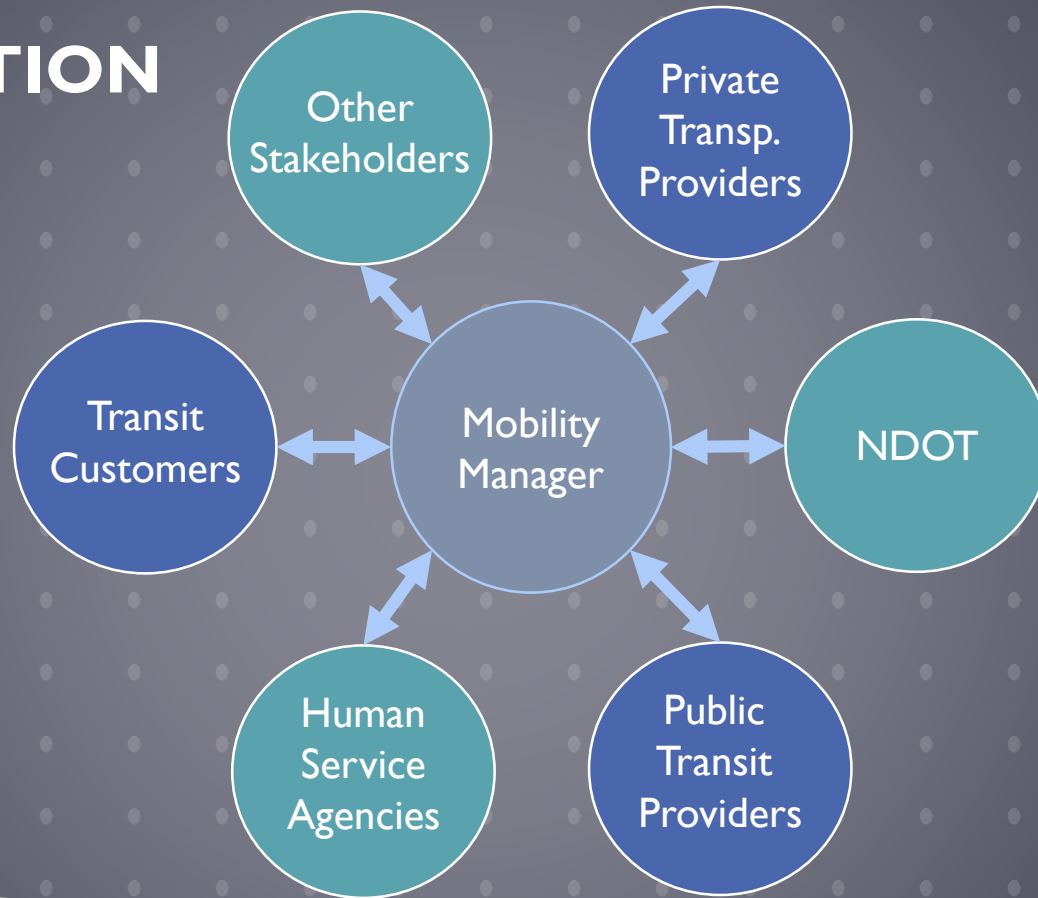 TION
Other
Stakeholders
Private
Transp.
Providers
Transit
Customers
Mobility
Manager
NDOT
Human
Service
Agencies
Public
Transit
Providers